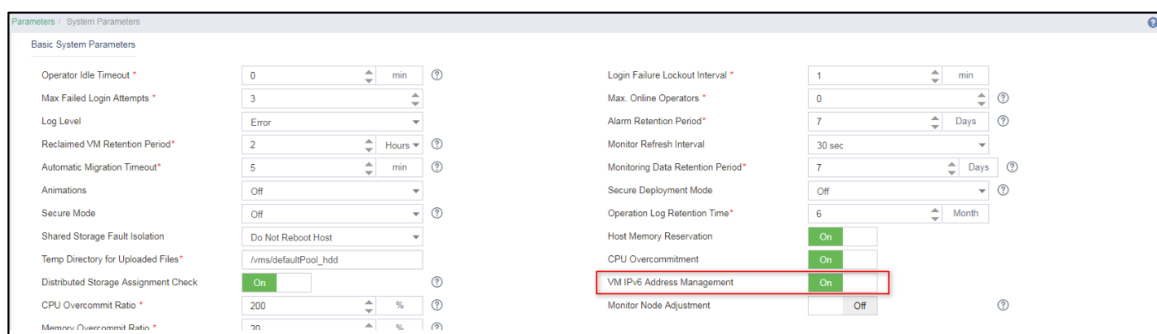 Parameters / System Parameters
Basic System Parameters
Operator Idle Timeout * 0 min Login Failure Lockout Interval * 1 min
Max Failed Login Attempts * 3 Max. Online Operators * 0
Log Level Error Alarm Retention Period* 7 Days
Reclaimed VM Retention Period* 2 Hours Monitor Refresh Interval 30 sec
Automatic Migration Timeout* 5 min Monitoring Data Retention Period* 7 Days
Animations Off Secure Deployment Mode Off
Secure Mode Off Operation Log Retention Time* 6 Month
Shared Storage Fault Isolation Do Not Reboot Host Host Memory Reservation On
Temp Directory for Uploaded Files* /vms/defaultPool_hdd CPU Overcommitment On
Distributed Storage Assignment Check On VM IPv6 Address Management On
CPU Overcommit Ratio * 200 % Monitor Node Adjustment Off
Memory Overcommit Ratio * 20 %